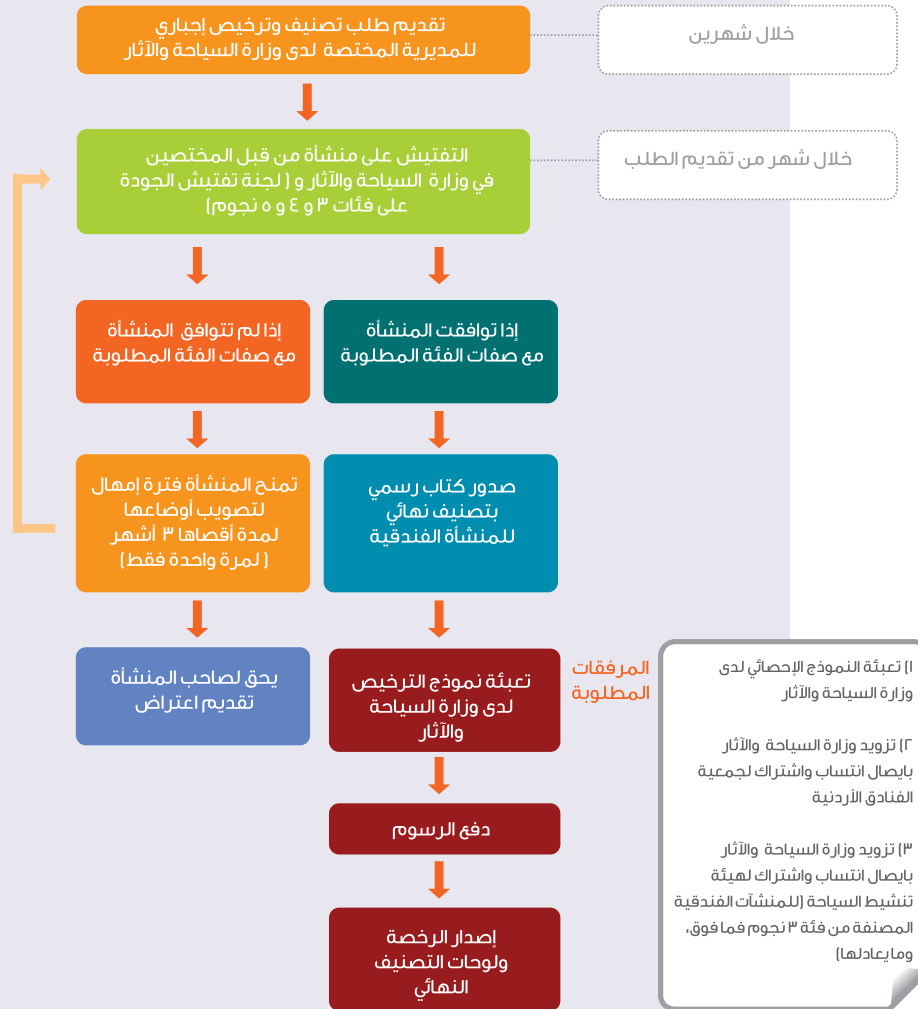 تقديم طلب تصنيف وترخيص إجباري
للمديرية المختصة لدى وزارة السياحة والآثار
خلال شهرين
التفتيش على منشأة من قبل المختصين
في وزارة السياحة والآثار و ( لجنة تفتيش الجودة
على فئات ٣ و ٤ و ٥ نجوم)
خلال شهر من تقديم الطلب
إذا توافقت المنشأة
مع صفات الفئة المطلوبة
إذا لم تتوافق المنشأة
مع صفات الفئة المطلوبة
صدور كتاب رسمي
بتصنيف نهائي
للمنشأة الفندقية
تمنح المنشأة فترة إمهال
لتصويب أوضاعها
لمدة أقصاها ٣ أشهر
( لمرة واحدة فقط)
يحق لصاحب المنشأة
تقديم اعتراض
تعبئة نموذج الترخيص
لدى وزارة السياحة
والآثار
المرفقات
المطلوبة
١) تعبئة النموذج الإحصائي لدى
وزارة السياحة والآثار
٢) تزويد وزارة السياحة والآثار
بايصال انتساب واشتراك لجمعية
الفنادق الأردنية
٣) تزويد وزارة السياحة والآثار
بايصال انتساب واشتراك لهيئة
تنشيط السياحة (للمنشآت الفندقية
المصنفة من فئة ٣ نجوم فما فوق،
وما يعادلها)
دفع الرسوم
إصدار الرخصة
ولوحات التصنيف
النهائي